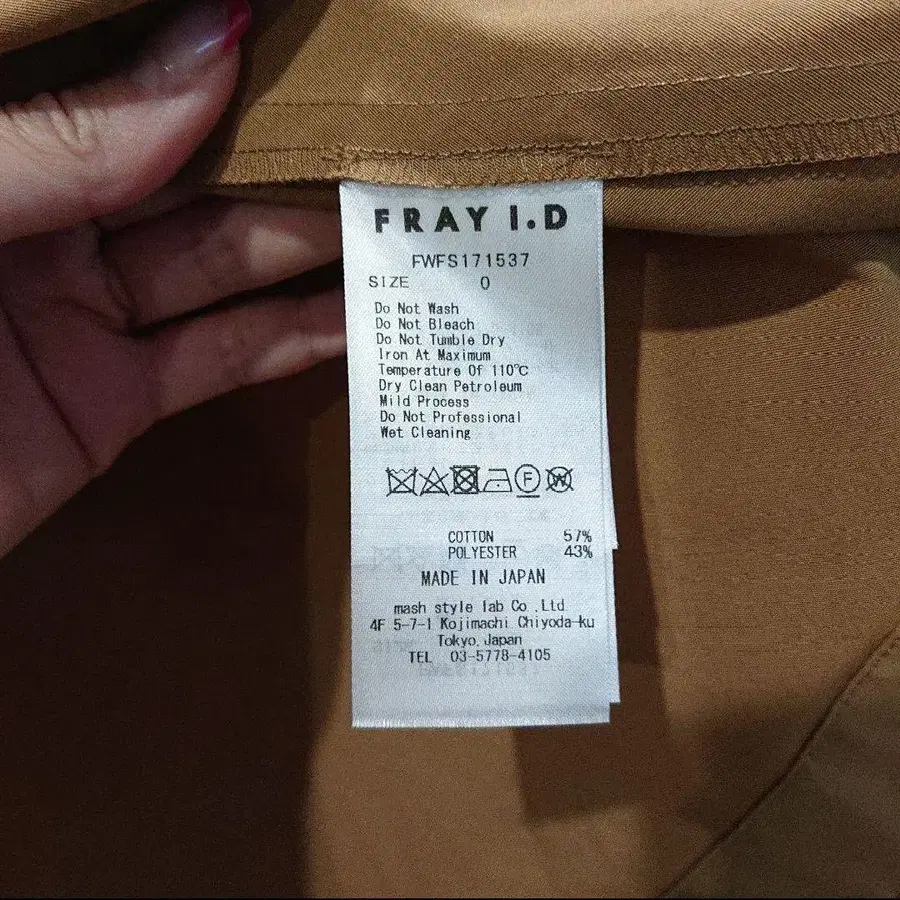 FRAY I.D
FWFS171537
SIZE 0
Do Not Wash
Do Not Bleach
Do Not Tumble Dry
Iron At Maximum
Temperature Of 110℃
Dry Clean Petroleum
Mild Process
Do Not Professional
Wet Cleaning
F W
COTTON 57%
POLYESTER 43%
MADE IN JAPAN
mash style lab Co.,Ltd
4F 5-7-1 Kojimachi Chiyoda-ku
Tokyo, Japan
TEL 03-5778-4105